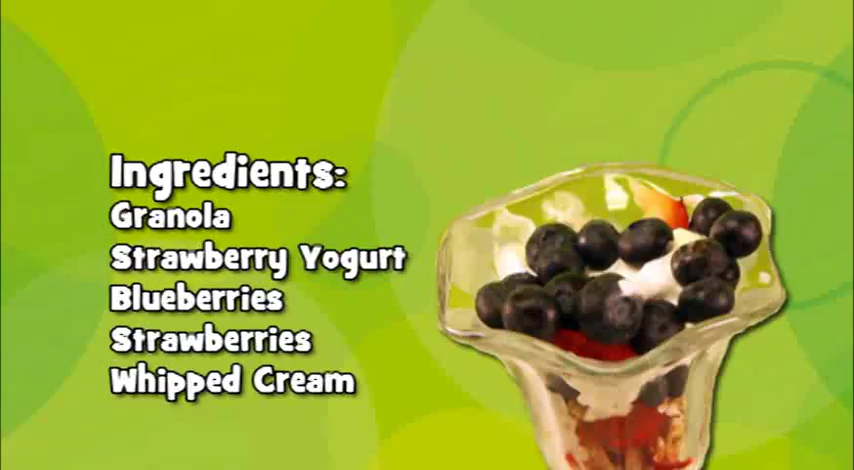 Ingredients:
Granola
Strawberry Yogurt
Blueberries
Strawberries
Whipped Cream